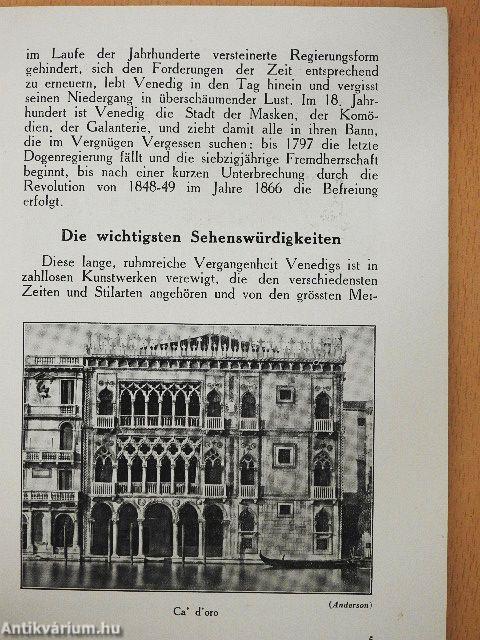 im Laufe der Jahrhunderte versteinerte Regierungsform
gehindert, sich den Forderungen der Zeit entsprechend
zu erneuern, lebt Venedig in den Tag hinein und vergisst
seinen Niedergang in überschäumender Lust. Im 18. Jahr-
hundert ist Venedig die Stadt der Masken, der Komö-
dien, der Galanterie, und zieht damit alle in ihren Bann,
die im Vergnügen Vergessen suchen: bis 1797 die letzte
Dogenregierung fällt und die siebzigjährige Fremdherrschaft
beginnt, bis nach einer kurzen Unterbrechung durch die
Revolution von 1848-49 im Jahre 1866 die Befreiung
erfolgt.
Die wichtigsten Sehenswürdigkeiten
Diese lange, ruhmreiche Vergangenheit Venedigs ist in
zahllosen Kunstwerken verewigt, die den verschiedensten
Zeiten und Stilarten angehören und von den grössten Mei-
Ca' d'oro
(Anderson)
Antikvárium.hu